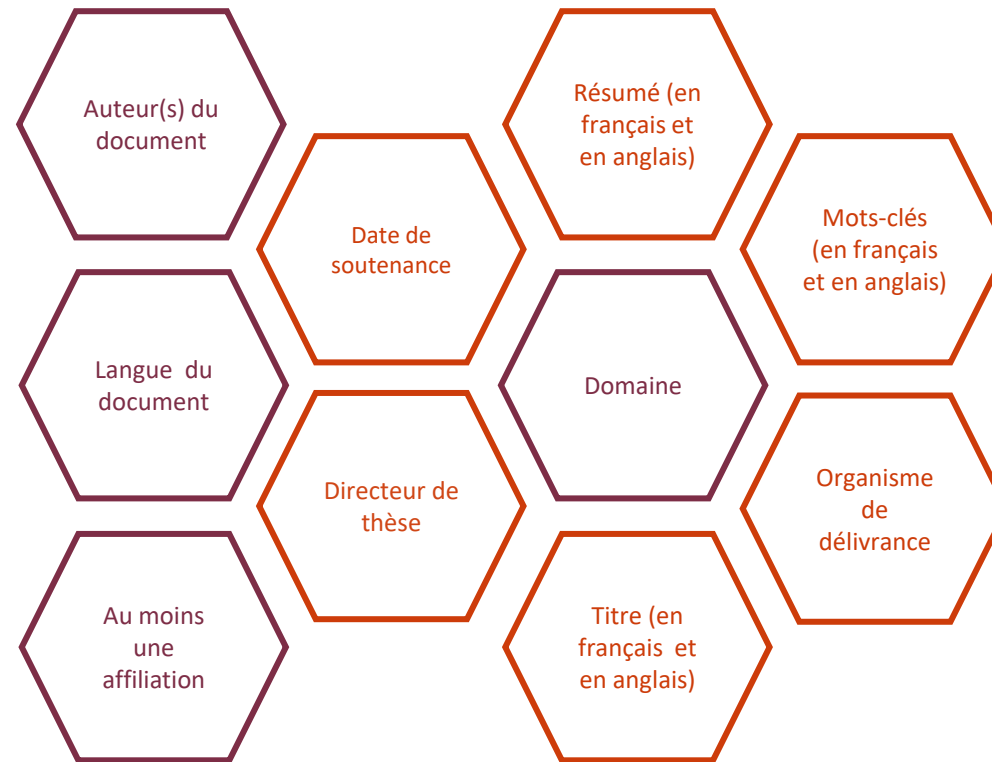 Auteur(s) du
document
Résumé (en
français et
en anglais)
Date de
soutenance
Mots-clés
(en français
et en anglais)
Langue du
document
Domaine
Directeur de
thèse
Organisme
de
délivrance
Au moins
une
affiliation
Titre (en
français et
en anglais)